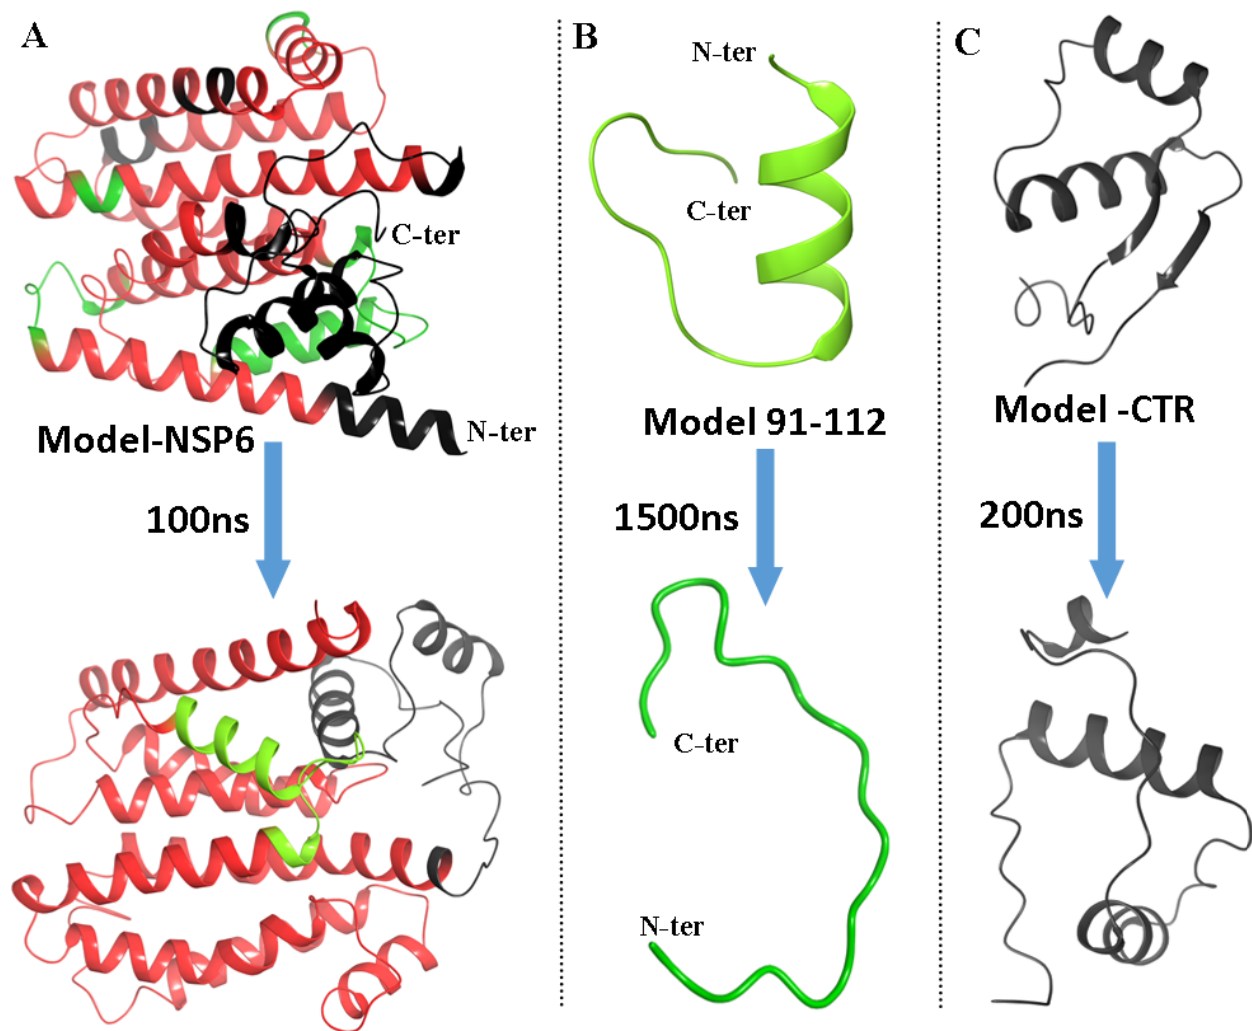 A
C-ter
N-ter
Model-NSP6
100ns
B
N-ter
C-ter
Model 91-112
1500ns
C-ter
N-ter
C
Model -CTR
200ns